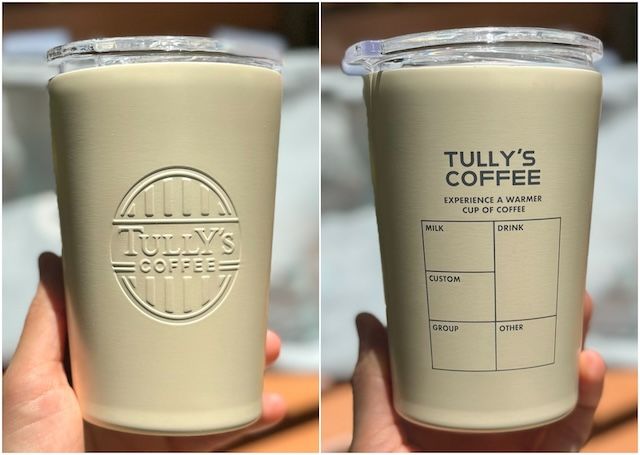 TULLY'S
COFFEE
TULLY'S
COFFEE
EXPERIENCE A WARMER
CUP OF COFFEE
MILK
DRINK
CUSTOM
GROUP
OTHER